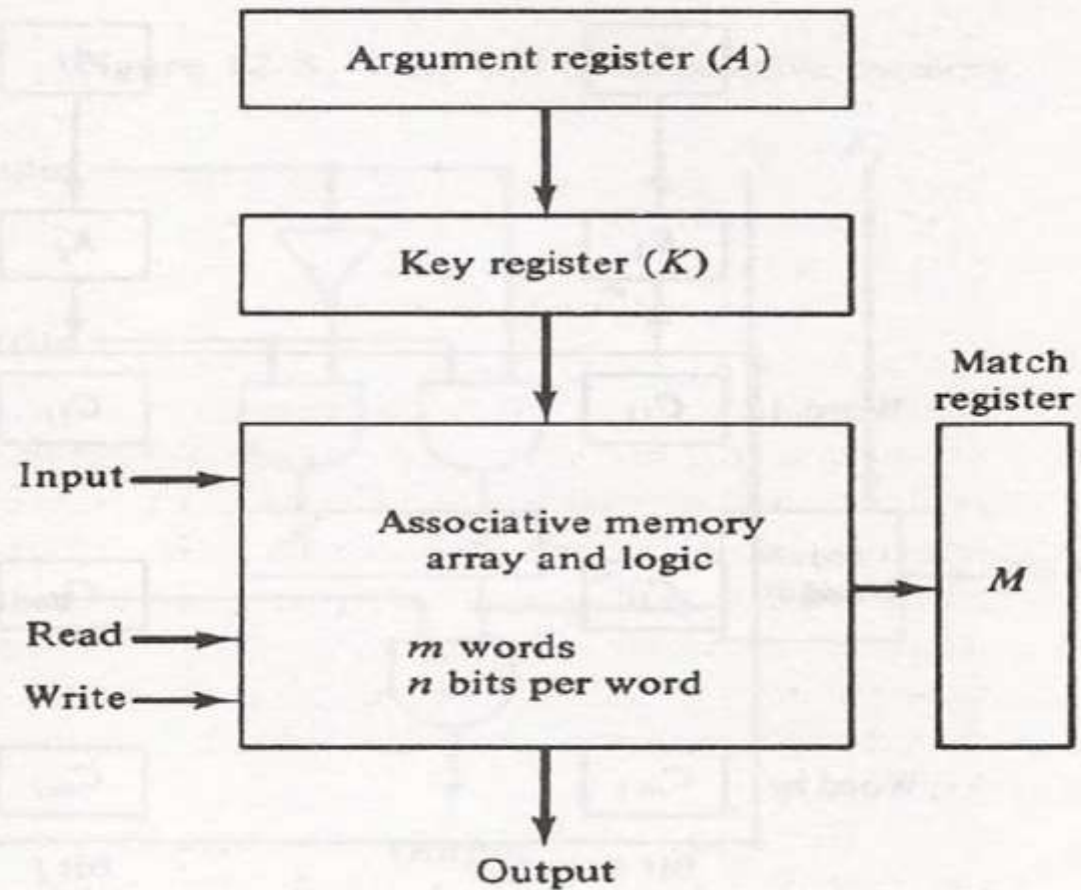 Argument register (A)
Key register (K)
Match
register
Input
Associative memory
array and logic
M
Read
m words
Write
n bits per word
Output